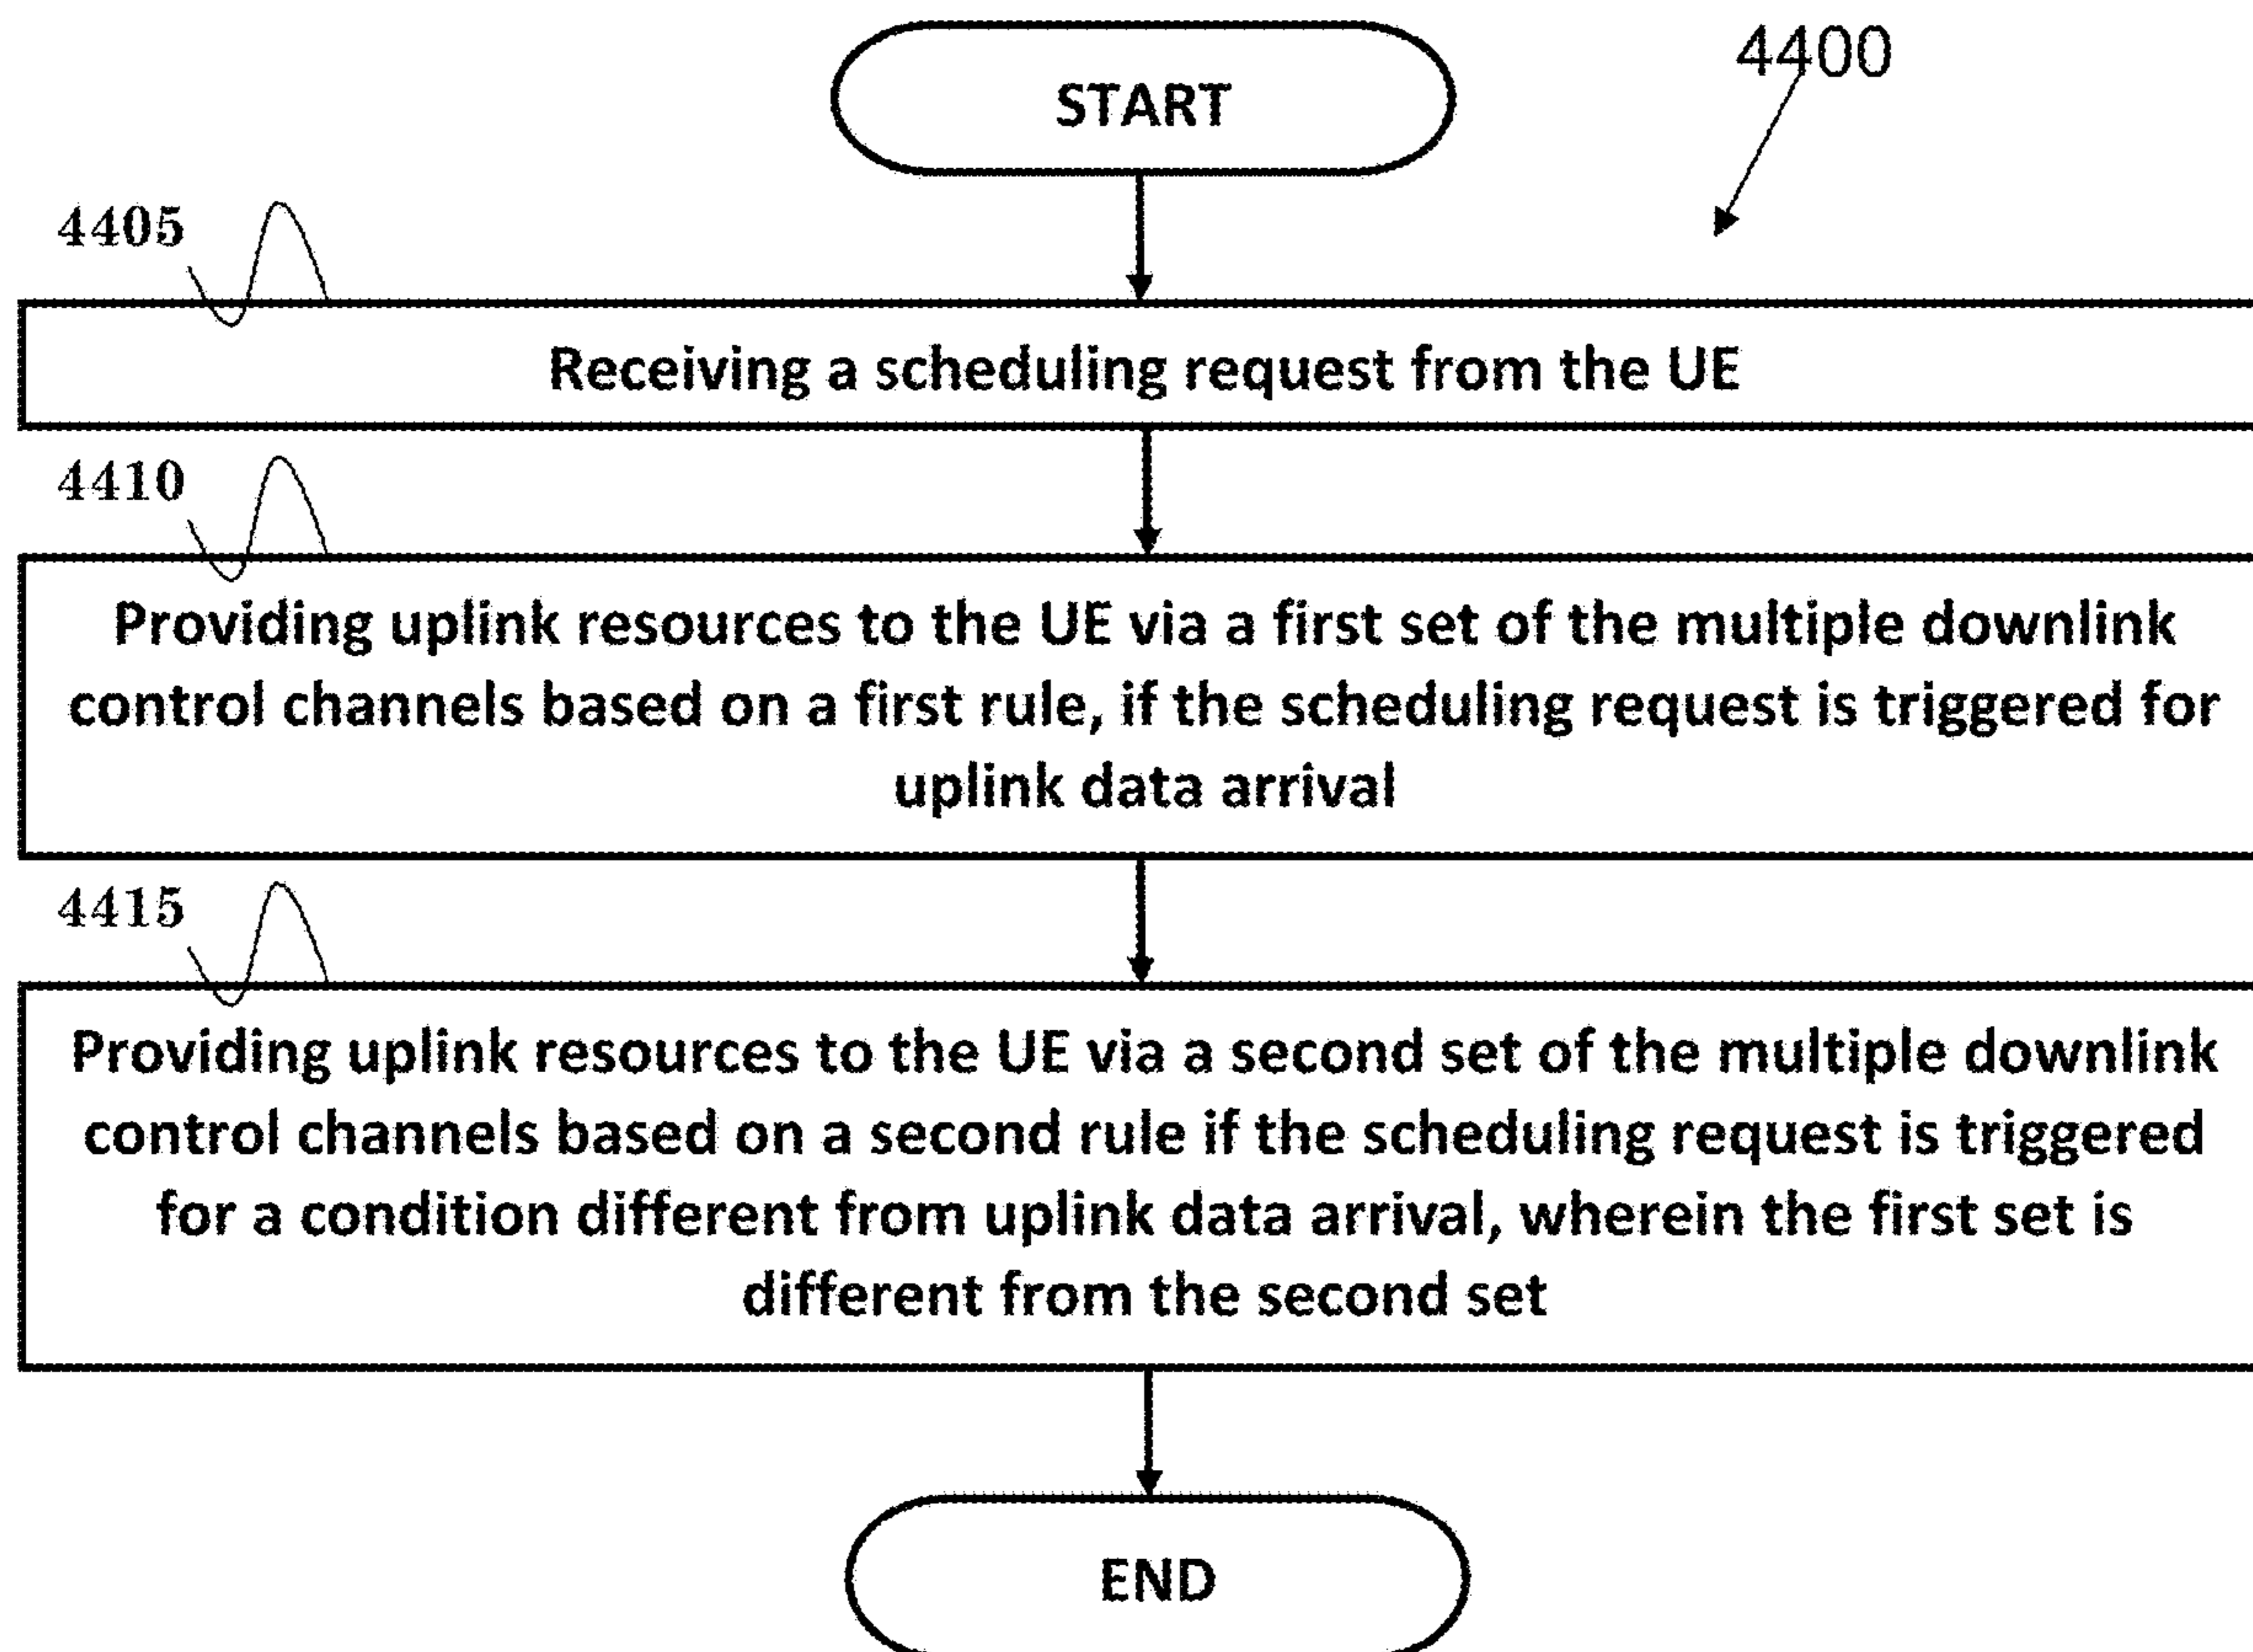 START
4400
4405
Receiving a scheduling request from the UE
4410
Providing uplink resources to the UE via a first set of the multiple downlink
control channels based on a first rule, if the scheduling request is triggered for
uplink data arrival
4415
Providing uplink resources to the UE via a second set of the multiple downlink
control channels based on a second rule if the scheduling request is triggered
for a condition different from uplink data arrival, wherein the first set is
different from the second set
END